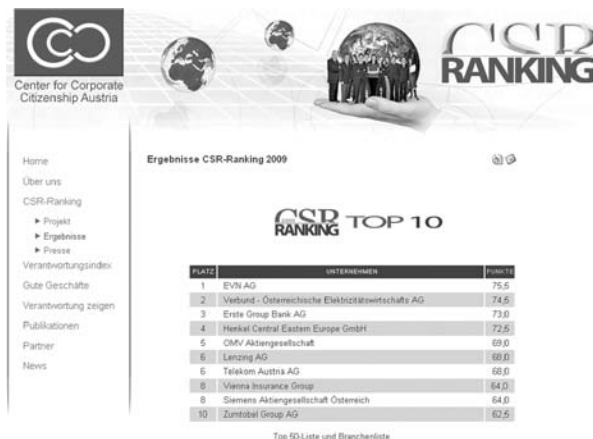 Center for Corporate
Citizenship Austria
CSR
RANKING
Home
Über uns
CSR-Ranking
Projekt
Ergebnisse
Presse
Verantwortungsindex
Gute Geschäfte
Verantwortung zeigen
Publikationen
Partner
News
Ergebnisse CSR-Ranking 2009
CSR RANKING TOP 10
PLATZ UNTERNEHMEN PUNKTE
1 EVN AG 75,5
2 Verbund - Österreichische Elektrizitätswirtschafts AG 74,5
3 Erste Group Bank AG 73,0
4 Henkel Central Eastern Europe GmbH 72,5
5 OMV Aktiengesellschaft 69,0
6 Lenzing AG 68,0
6 Telekom Austria AG 68,0
8 Vienna Insurance Group 64,0
8 Siemens Aktiengesellschaft Österreich 64,0
10 Zumtobel Group AG 62,5
Top 50-Liste und Branchenliste